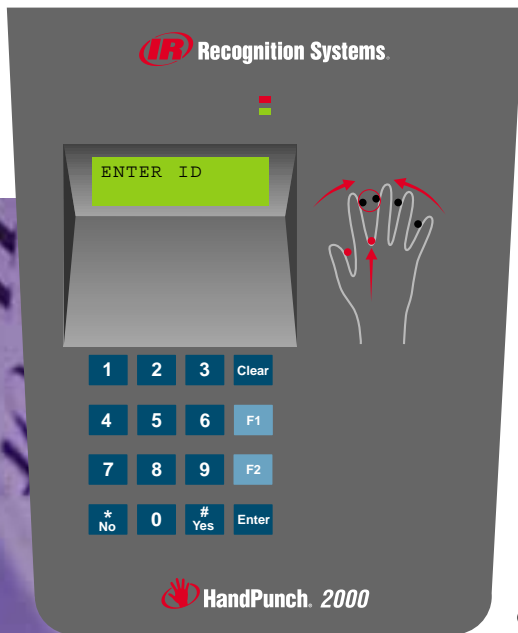 IR Recognition Systems.
ENTER ID
1 2 3 Clear
4 5 6 F1
7 8 9 F2
* No 0 # Yes Enter
HandPunch. 2000